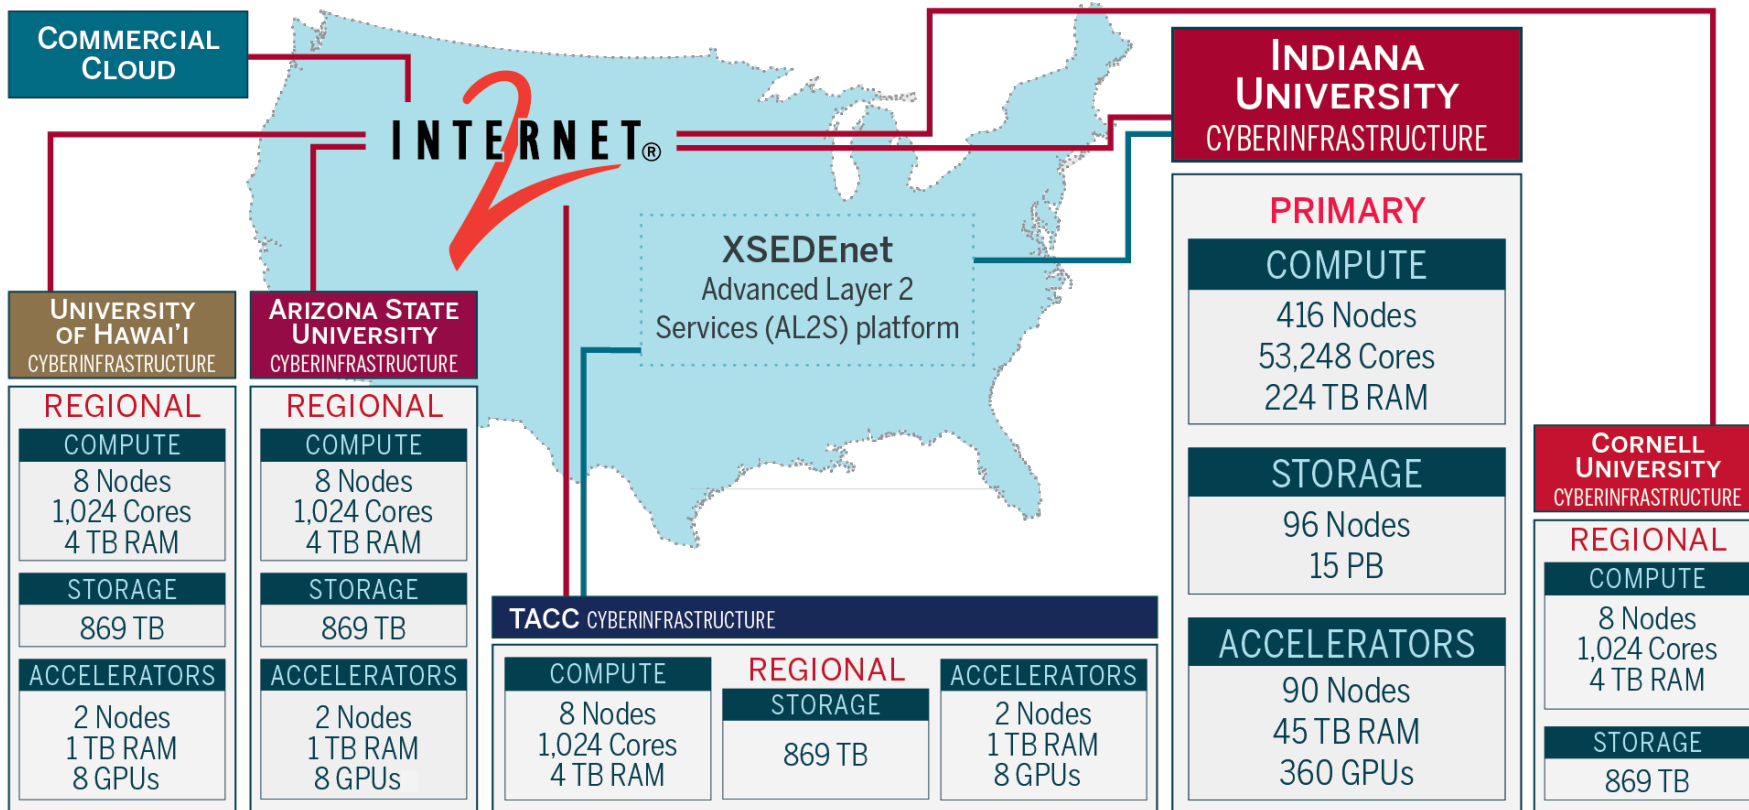 COMMERCIAL
CLOUD
INTERNET®
2
XSEDEnet
Advanced Layer 2
Services (AL2S) platform
INDIANA
UNIVERSITY
CYBERINFRASTRUCTURE
PRIMARY
COMPUTE
416 Nodes
53,248 Cores
224 TB RAM
STORAGE
96 Nodes
15 PB
ACCELERATORS
90 Nodes
45 TB RAM
360 GPUs
UNIVERSITY
OF HAWAI'I
CYBERINFRASTRUCTURE
REGIONAL
COMPUTE
8 Nodes
1,024 Cores
4 TB RAM
STORAGE
869 TB
ACCELERATORS
2 Nodes
1 TB RAM
8 GPUs
ARIZONA STATE
UNIVERSITY
CYBERINFRASTRUCTURE
REGIONAL
COMPUTE
8 Nodes
1,024 Cores
4 TB RAM
STORAGE
869 TB
ACCELERATORS
2 Nodes
1 TB RAM
8 GPUs
TACC CYBERINFRASTRUCTURE
COMPUTE
8 Nodes
1,024 Cores
4 TB RAM
REGIONAL
STORAGE
869 TB
ACCELERATORS
2 Nodes
1 TB RAM
8 GPUs
CORNELL
UNIVERSITY
CYBERINFRASTRUCTURE
REGIONAL
COMPUTE
8 Nodes
1,024 Cores
4 TB RAM
STORAGE
869 TB